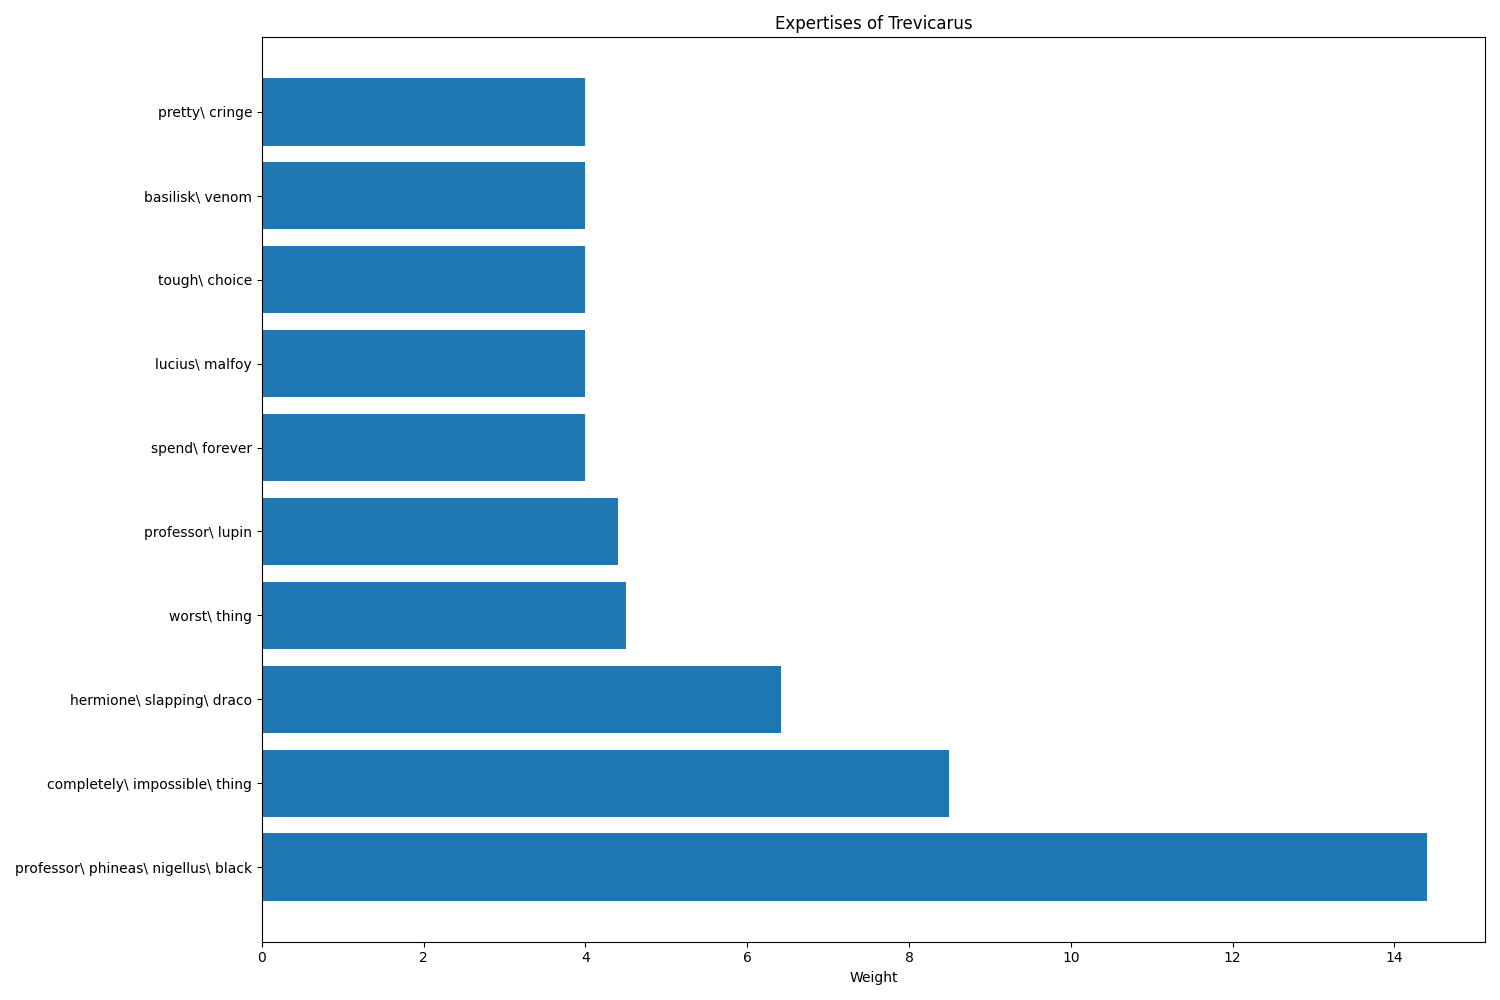 Expertises of Trevicarus
pretty\ cringe
basilisk\ venom
tough\ choice
lucius\ malfoy
spend\ forever
professor\ lupin
worst\ thing
hermione\ slapping\ draco
completely\ impossible\ thing
professor\ phineas\ nigellus\ black
0 2 4 6 8 10 12 14
Weight